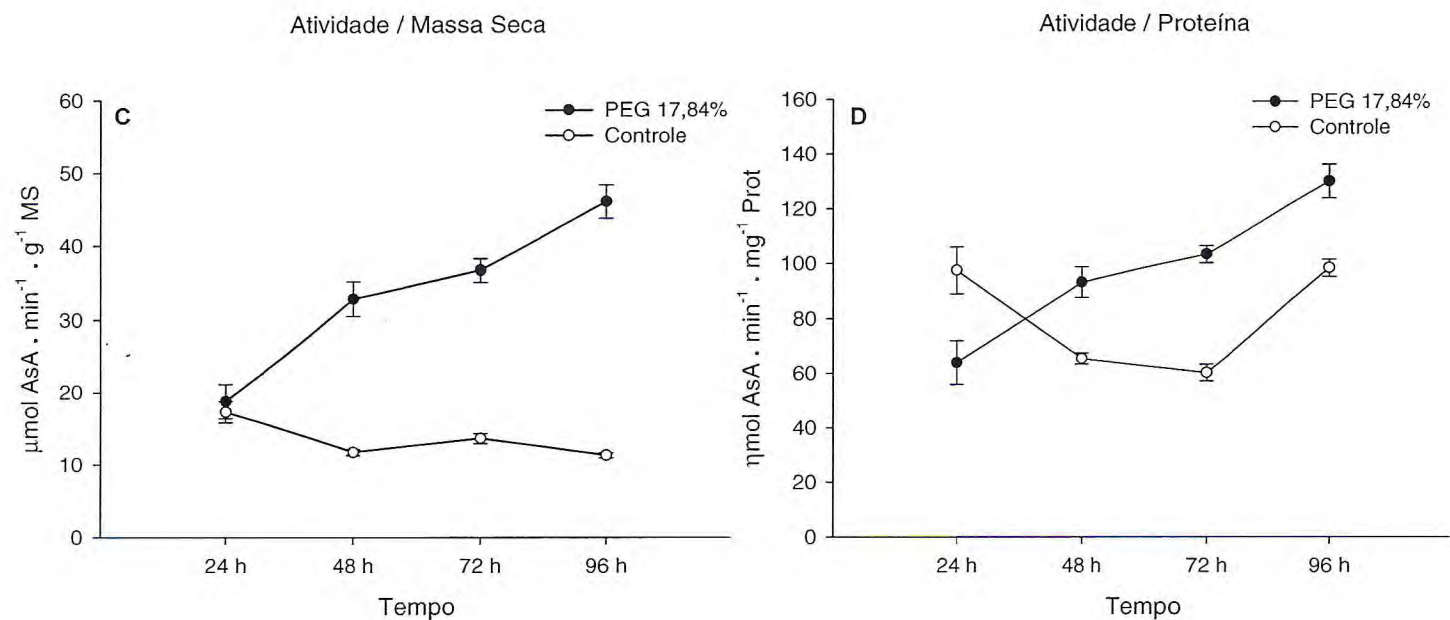 Atividade / Massa Seca
C
PEG 17,84%
Controle
60
50
40
30
20
10
0
µmol AsA . min⁻¹ . g⁻¹ MS
24 h
48 h
72 h
96 h
Tempo
Atividade / Proteína
D
PEG 17,84%
Controle
160
140
120
100
80
60
40
20
0
ηmol AsA . min⁻¹ . mg⁻¹ Prot
24 h
48 h
72 h
96 h
Tempo